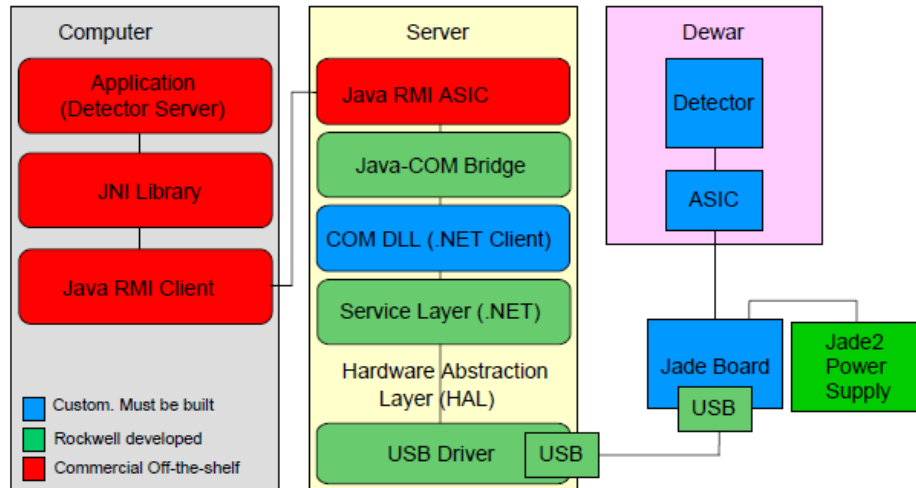 Computer
Application
(Detector Server)
JNI Library
Java RMI Client
Custom. Must be built
Rockwell developed
Commercial Off-the-shelf
Server
Java RMI ASIC
Java-COM Bridge
COM DLL (.NET Client)
Service Layer (.NET)
Hardware Abstraction
Layer (HAL)
USB Driver
USB
Dewar
Detector
ASIC
Jade Board
USB
Jade2
Power
Supply